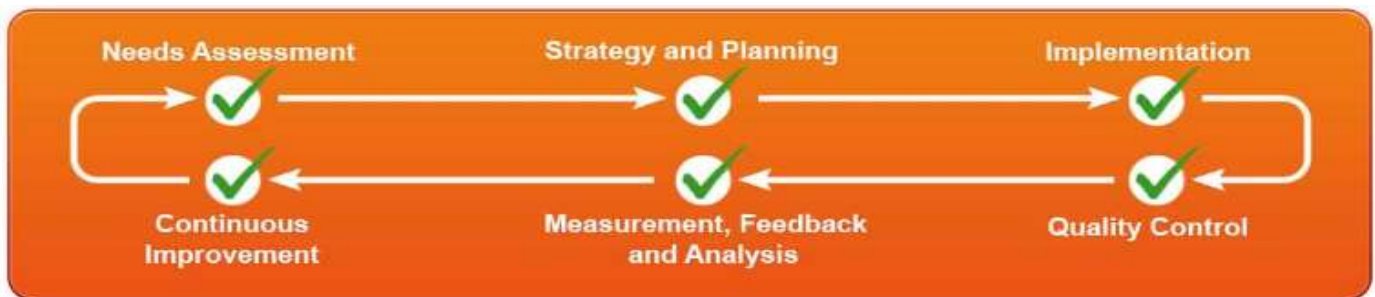 Needs Assessment
Strategy and Planning
Implementation
Continuous
Improvement
Measurement, Feedback
and Analysis
Quality Control